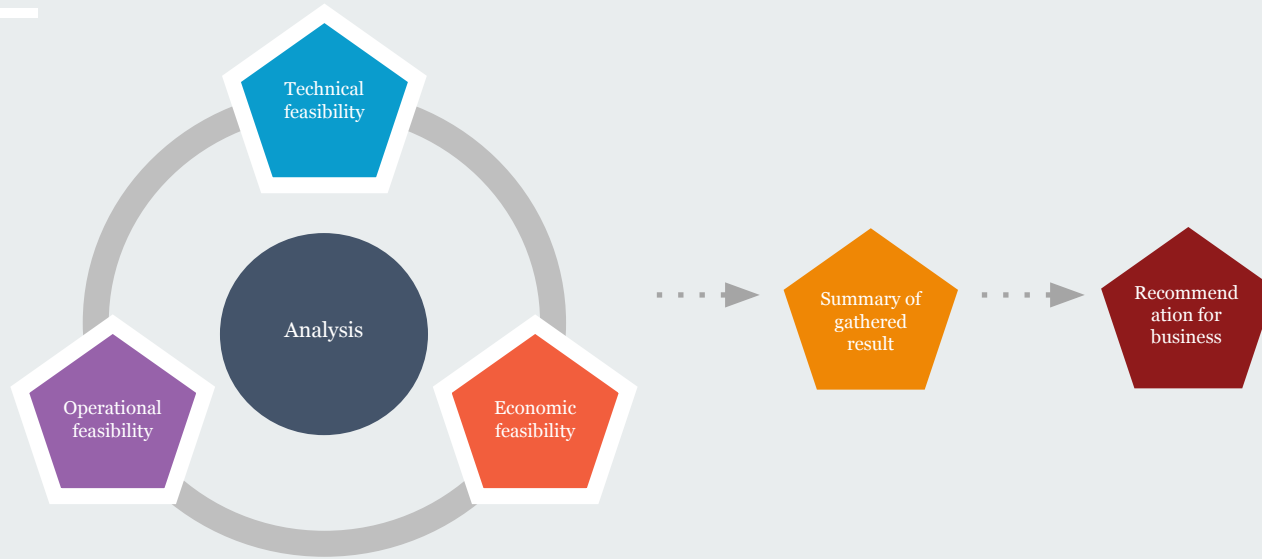 Technical
feasibility
Analysis
Operational
feasibility
Economic
feasibility
Summary of
gathered
result
Recommend
ation for
business